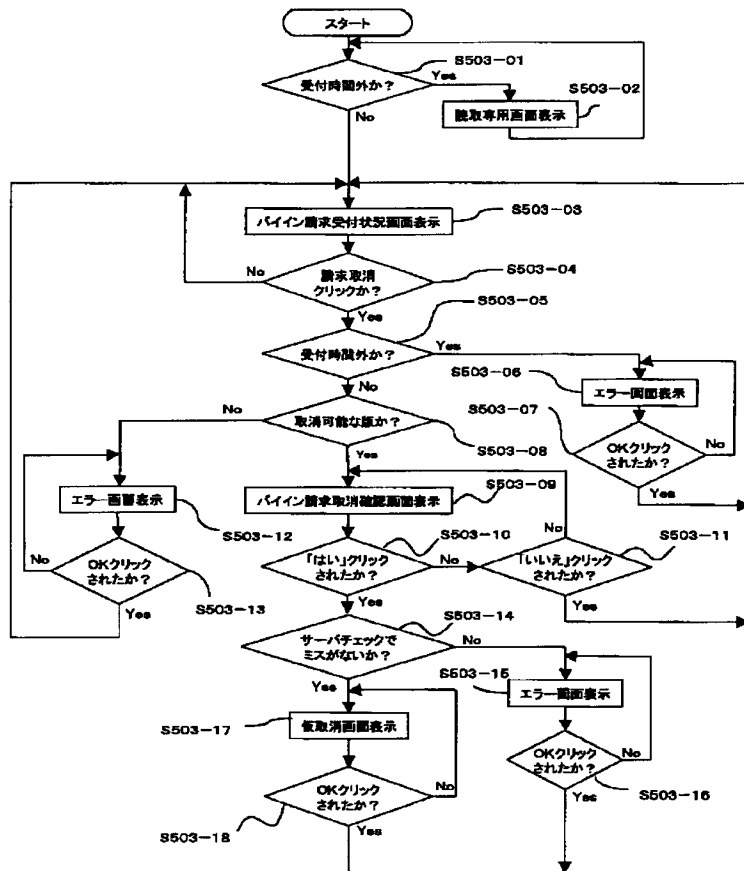 スタート
S503-01
受付時間外か？
Yes
S503-02
読取専用画面表示
No
バイイン請求受付状況画面表示
S503-03
No
請求取消
クリックか？
S503-04
Yes
S503-05
受付時間外か？
Yes
S503-06
エラー画面表示
No
No
取消可能な版か？
S503-07
OKクリック
されたか？
No
S503-08
Yes
Yes
エラー画面表示
バイイン請求取消確認画面表示
S503-09
S503-12
S503-10
No
S503-11
No
OKクリック
されたか？
「はい」クリック
されたか？
No
「いいえ」クリック
されたか？
S503-13
Yes
Yes
Yes
S503-14
サーバチェックで
ミスがないか？
No
S503-15
Yes
エラー画面表示
S503-17
仮取消画面表示
OKクリック
されたか？
No
OKクリック
されたか？
No
Yes
S503-16
S503-18
Yes